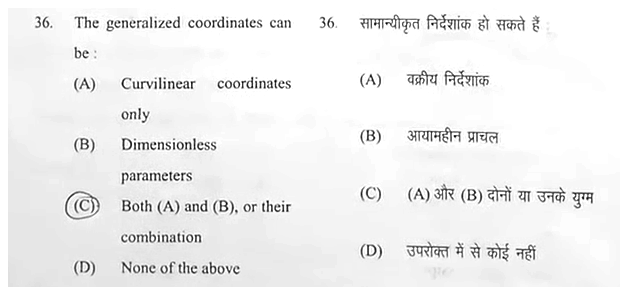 36. The generalized coordinates can
be :
(A) Curvilinear coordinates
only
(B) Dimensionless
parameters
(C) Both (A) and (B), or their
combination
(D) None of the above
36. सामान्यीकृत निर्देशांक हो सकते हैं :
(A) वक्रीय निर्देशांक
(B) आयामहीन प्राचल
(C) (A) और (B) दोनों या उनके युग्म
(D) उपरोक्त में से कोई नहीं